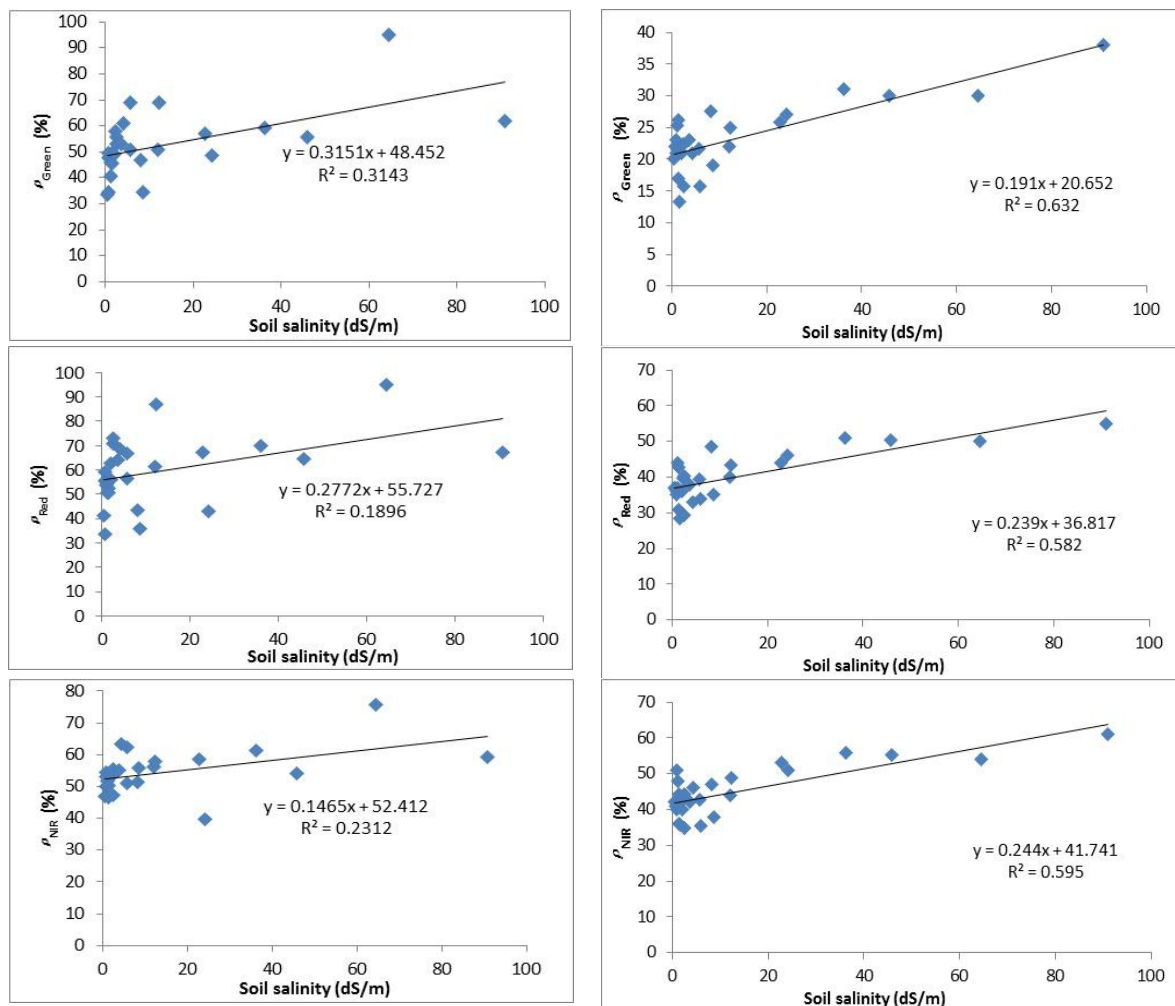 100
90
80
70
60
50
40
30
20
10
0
ρGreen (%)
y = 0.3151x + 48.452
R² = 0.3143
0 20 40 60 80 100
Soil salinity (dS/m)
40
35
30
25
20
15
10
5
0
ρGreen (%)
y = 0.191x + 20.652
R² = 0.632
0 20 40 60 80 100
Soil salinity (dS/m)
100
90
80
70
60
50
40
30
20
10
0
ρRed (%)
y = 0.2772x + 55.727
R² = 0.1896
0 20 40 60 80 100
Soil salinity (dS/m)
70
60
50
40
30
20
10
0
ρRed (%)
y = 0.239x + 36.817
R² = 0.582
0 20 40 60 80 100
Soil salinity (dS/m)
80
70
60
50
40
30
20
10
0
ρNIR (%)
y = 0.1465x + 52.412
R² = 0.2312
0 20 40 60 80 100
Soil salinity (dS/m)
70
60
50
40
30
20
10
0
ρNIR (%)
y = 0.244x + 41.741
R² = 0.595
0 20 40 60 80 100
Soil salinity (dS/m)